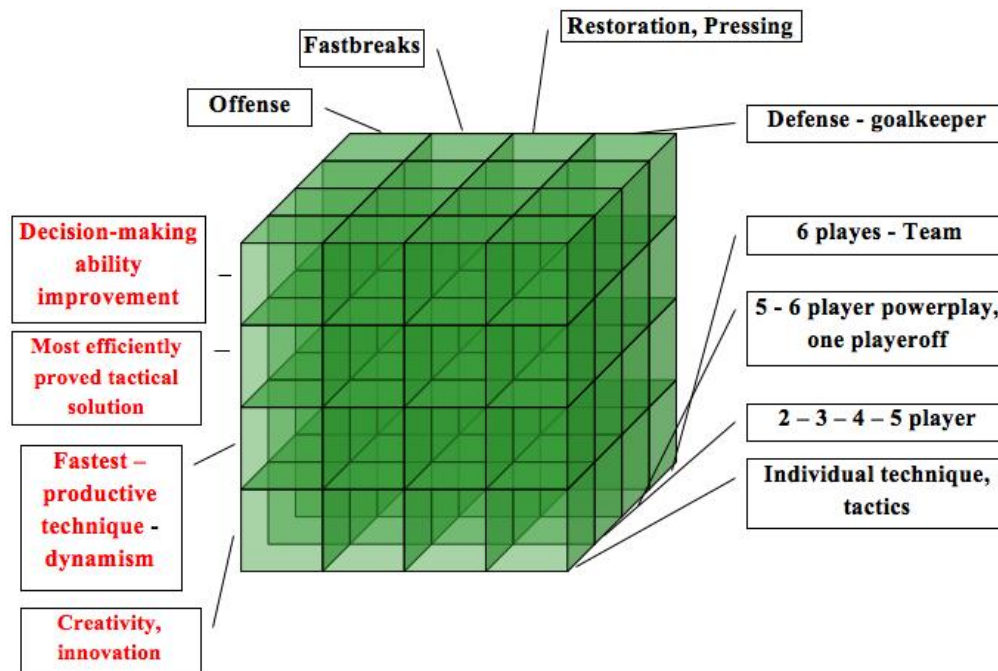 Restoration, Pressing
Fastbreaks
Offense
Defense - goalkeeper
Decision-making
ability
improvement
Most efficiently
proved tactical
solution
Fastest –
productive
technique -
dynamism
Creativity,
innovation
6 playes - Team
5 - 6 player powerplay,
one playeroff
2 – 3 – 4 – 5 player
Individual technique,
tactics